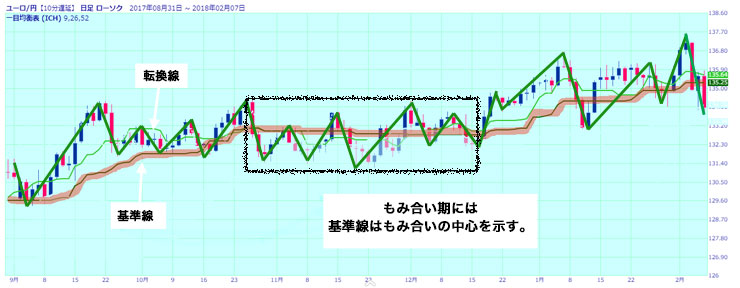 ユーロ/円【10分遅延】 日足 ローソク 2017年08月31日 ～ 2018年02月07日
一目均衡表 (ICH) 9,26,52
138.60
137.70
136.80
135.90
135.64
135.25
135.00
133.20
132.30
131.40
130.50
129.60
128.70
127.80
126.90
126
転換線
基準線
もみ合い期には
基準線はもみ合いの中心を示す。
9月 8 15 22 10月 9 16 23 11月 8 15 12月 8 15 22 1月 8 15 22 2月